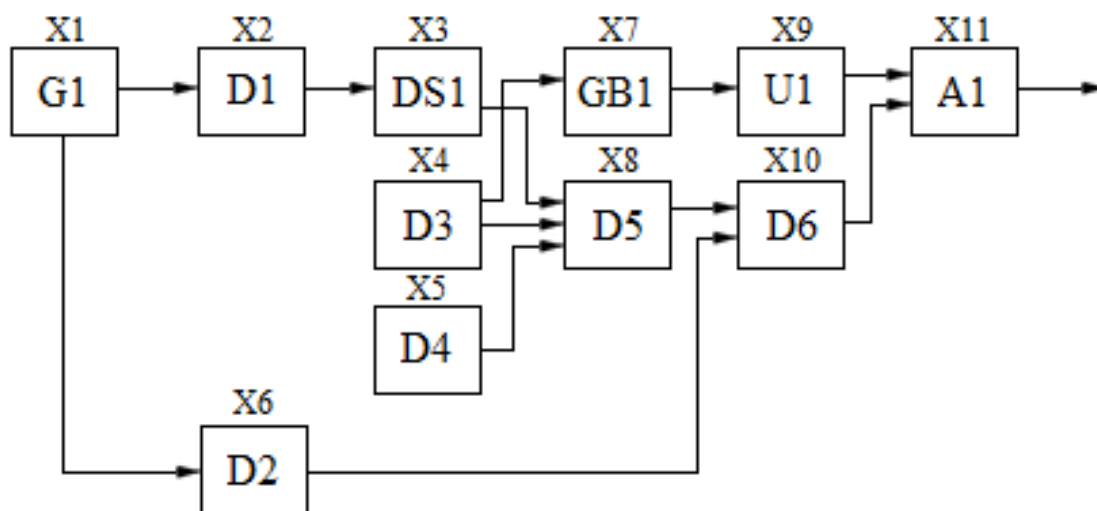 X1 X2 X3 X7 X9 X11
G1 D1 DS1 GB1 U1 A1
X4 X8 X10
D3 D5 D6
X5
D4
X6
D2